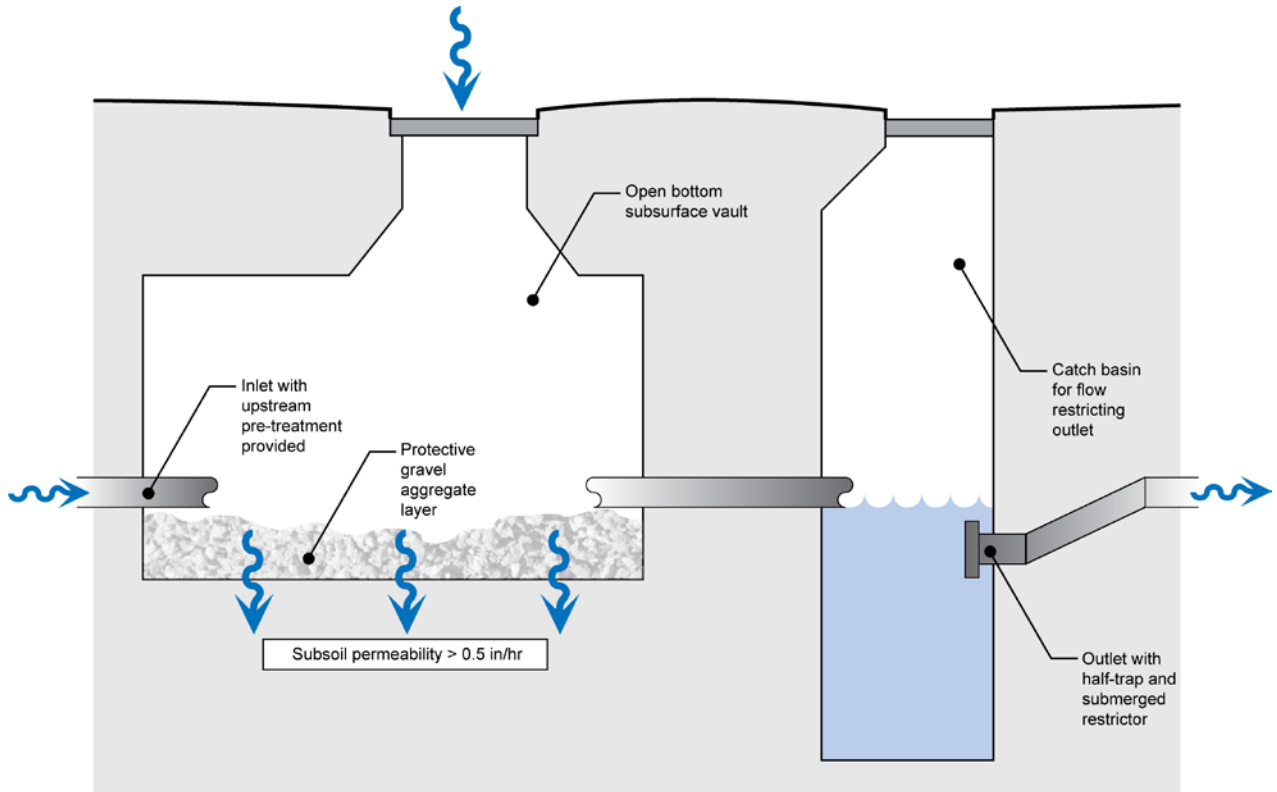 Open bottom
subsurface vault
Inlet with
upstream
pre-treatment
provided
Protective
gravel
aggregate
layer
Catch basin
for flow
restricting
outlet
Subsoil permeability > 0.5 in/hr
Outlet with
half-trap and
submerged
restrictor